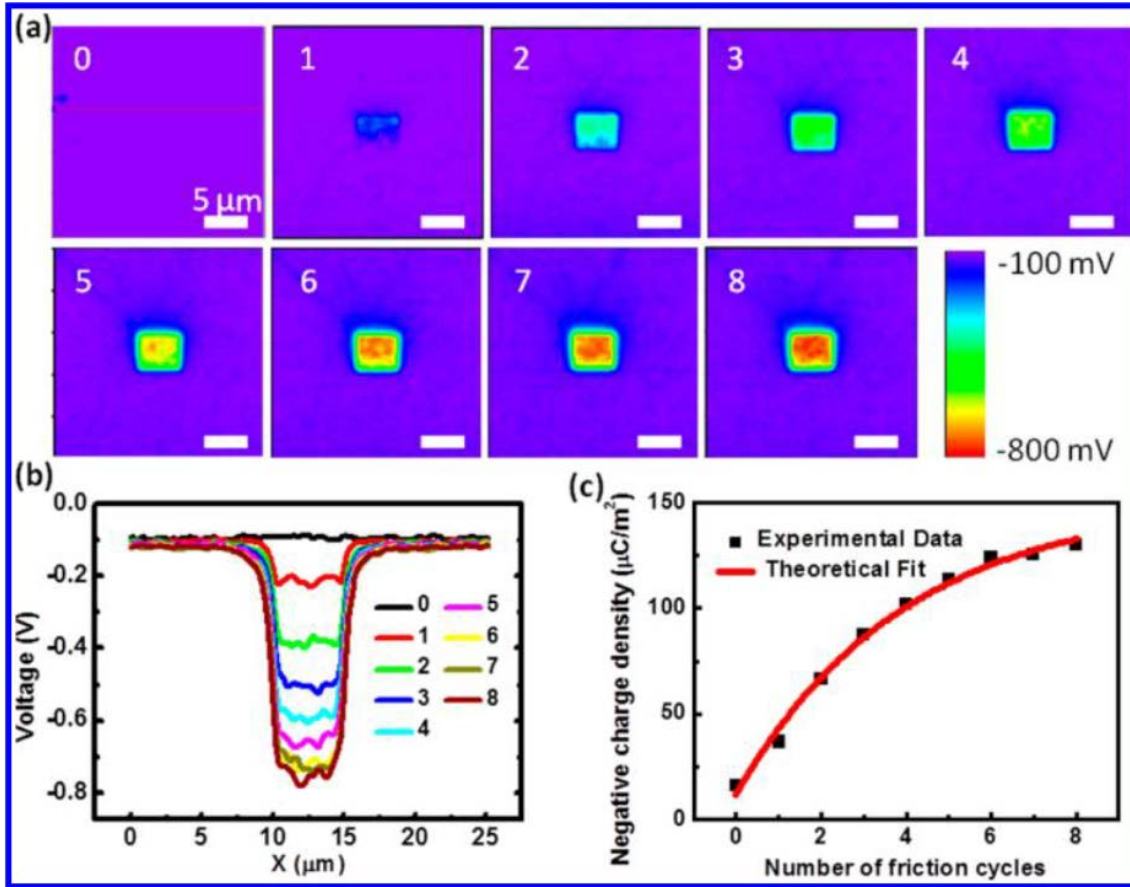 (a)
0
1
2
3
4
5 μm
5
6
7
8
-100 mV
-800 mV
(b)
0.0
-0.2
-0.4
-0.6
-0.8
Voltage (V)
0 5
1 6
2 7
3 8
4
0 5 10 15 20 25
X (μm)
(c)
150
100
50
0
Negative charge density (μC/m²)
Experimental Data
Theoretical Fit
0 2 4 6 8
Number of friction cycles